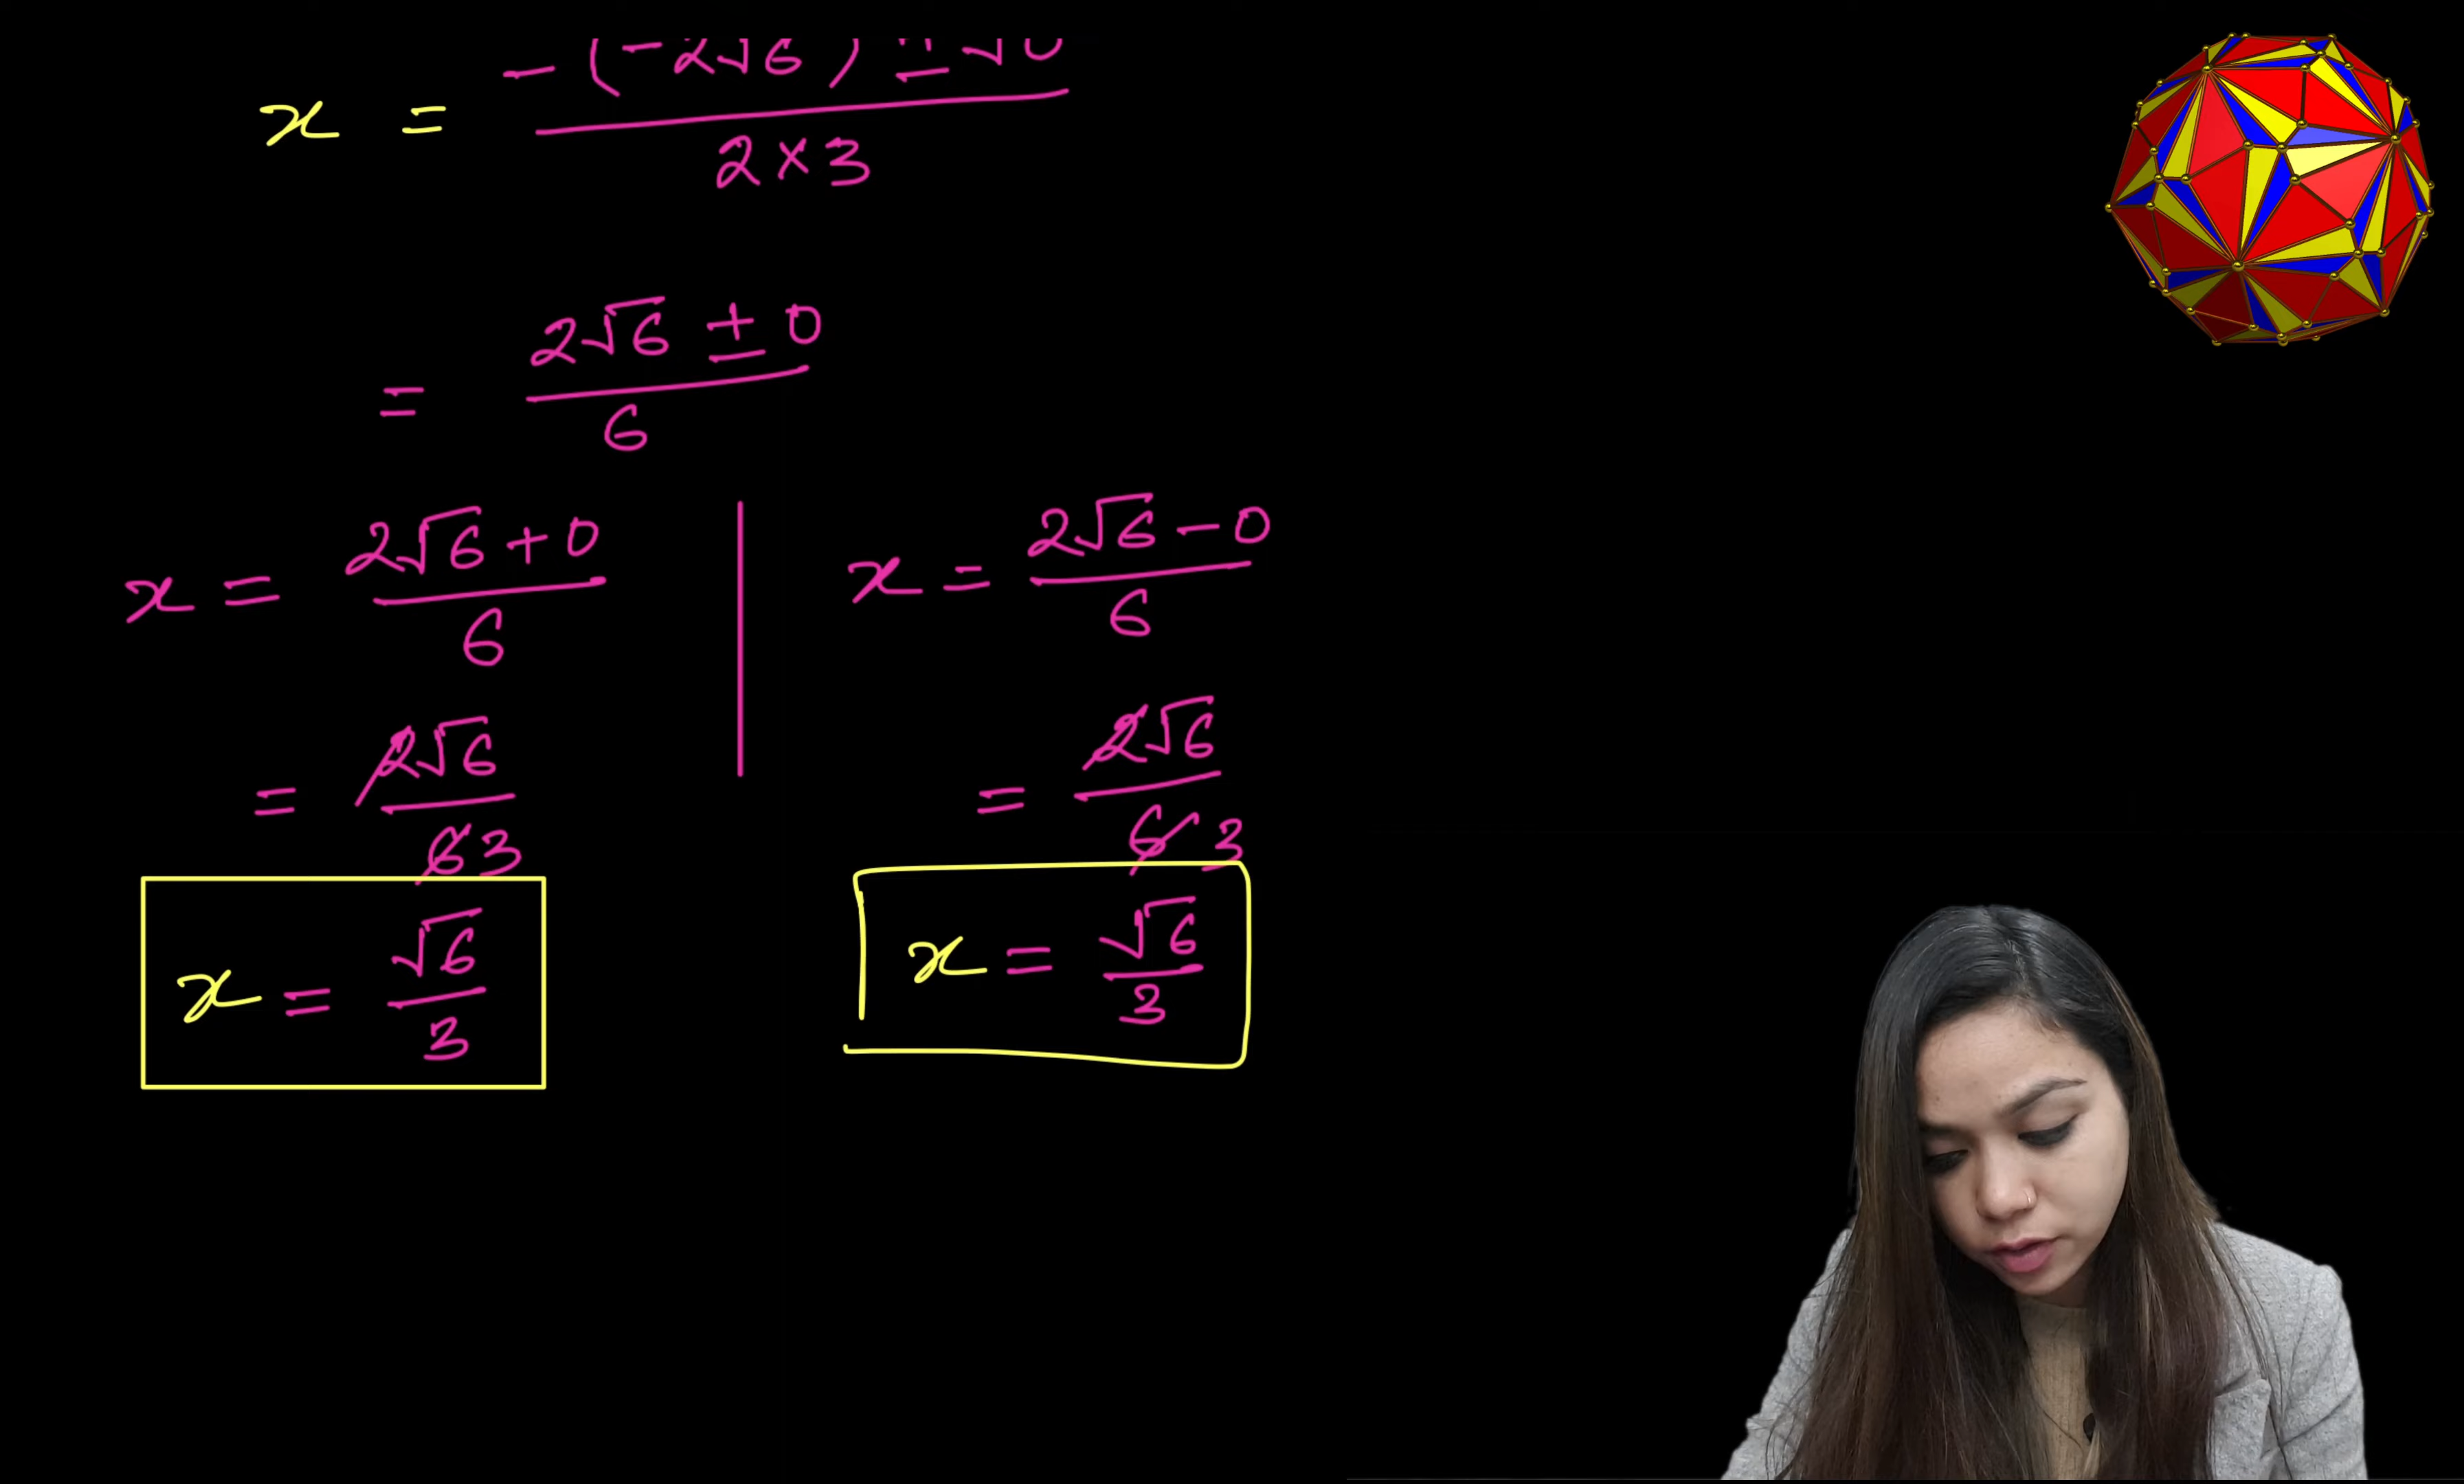 x = (-(-2√6) ± √0) / (2 × 3)
= (2√6 ± 0) / 6
x = (2√6 + 0) / 6
= 2√6 / 6 3
x = √6 / 3
x = (2√6 - 0) / 6
= 2√6 / 6 3
x = √6 / 3